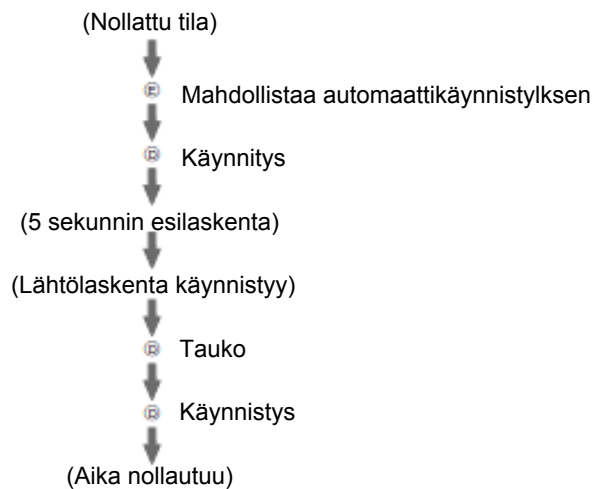 (Nollattu tila)
Ⓔ Mahdollistaa automaattikäynnistylksen
Ⓓ Käynnitys
(5 sekunnin esilaskenta)
(Lähtölaskenta käynnistyy)
Ⓓ Tauko
Ⓓ Käynnistys
(Aika nollautuu)